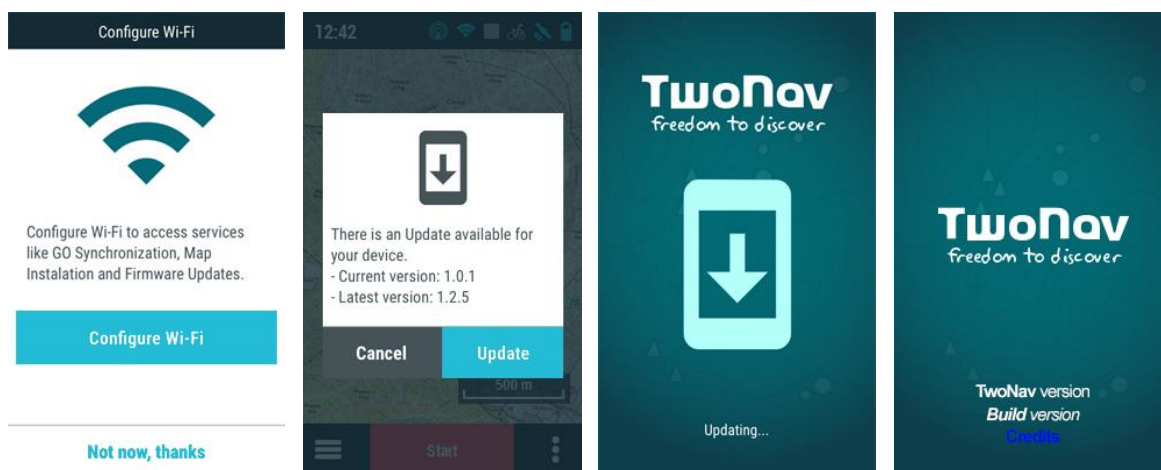 Configure Wi-Fi
Configure Wi-Fi to access services
like GO Synchronization, Map
Instalation and Firmware Updates.
Configure Wi-Fi
Not now, thanks
12:42
There is an Update available for
your device.
- Current version: 1.0.1
- Latest version: 1.2.5
Cancel
Update
500 m
Start
TwoNav
freedom to discover
Updating...
TwoNav
freedom to discover
TwoNav version
Build version
Credits